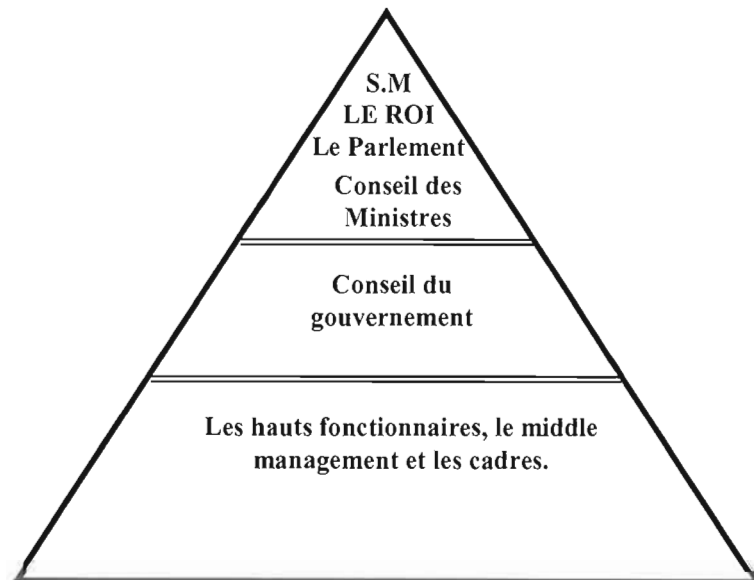 S.M
LE ROI
Le Parlement
Conseil des
Ministres
Conseil du
gouvernement
Les hauts fonctionnaires, le middle
management et les cadres.